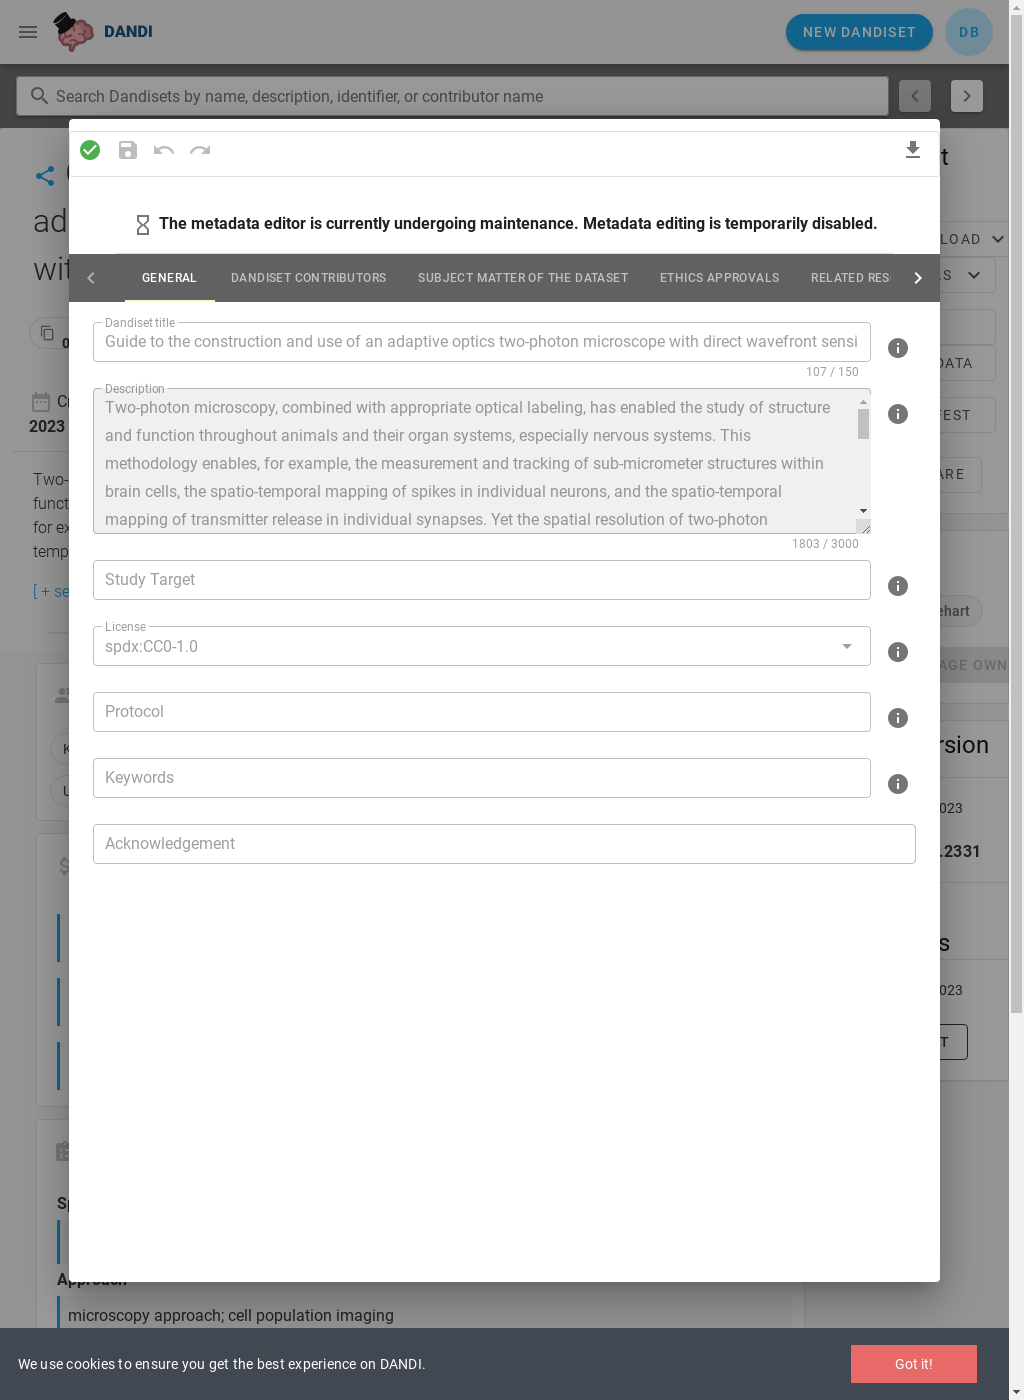 DANDI
NEW DANDISET
DB
Search Dandisets by name, description, identifier, or contributor name
The metadata editor is currently undergoing maintenance. Metadata editing is temporarily disabled.
GENERAL
DANDISET CONTRIBUTORS
SUBJECT MATTER OF THE DATASET
ETHICS APPROVALS
RELATED RES
Dandiset title
Guide to the construction and use of an adaptive optics two-photon microscope with direct wavefront sensi
107 / 150
Description
Two-photon microscopy, combined with appropriate optical labeling, has enabled the study of structure
and function throughout animals and their organ systems, especially nervous systems. This
methodology enables, for example, the measurement and tracking of sub-micrometer structures within
brain cells, the spatio-temporal mapping of spikes in individual neurons, and the spatio-temporal
mapping of transmitter release in individual synapses. Yet the spatial resolution of two-photon
1803 / 3000
Study Target
License
spdx:CC0-1.0
Protocol
Keywords
Acknowledgement
ad
wit
2023
Two-
funct
for ex
temp
[ + se
LOAD
LS
DATA
FEST
ARE
ehart
AGE OWN
rsion
023
.2331
s
023
T
Approach
microscopy approach; cell population imaging
We use cookies to ensure you get the best experience on DANDI.
Got it!